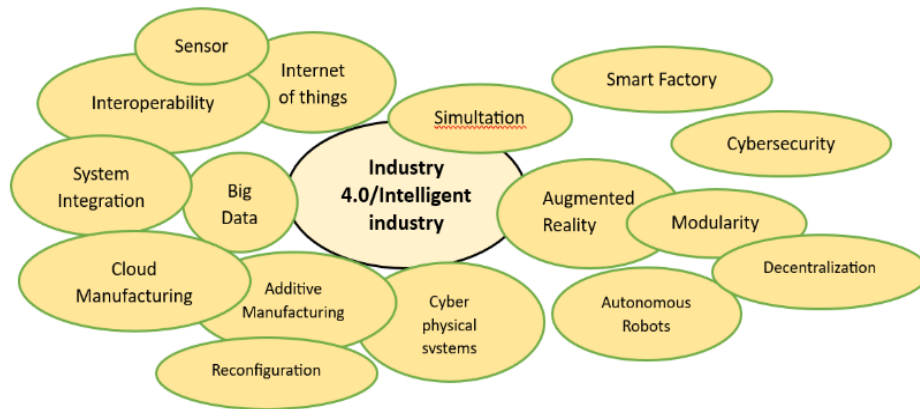 Sensor
Internet
of things
Interoperability
Simultation
Smart Factory
Cybersecurity
System
Integration
Big
Data
Industry
4.0/Intelligent
industry
Augmented
Reality
Modularity
Decentralization
Cloud
Manufacturing
Additive
Manufacturing
Cyber
physical
systems
Autonomous
Robots
Reconfiguration